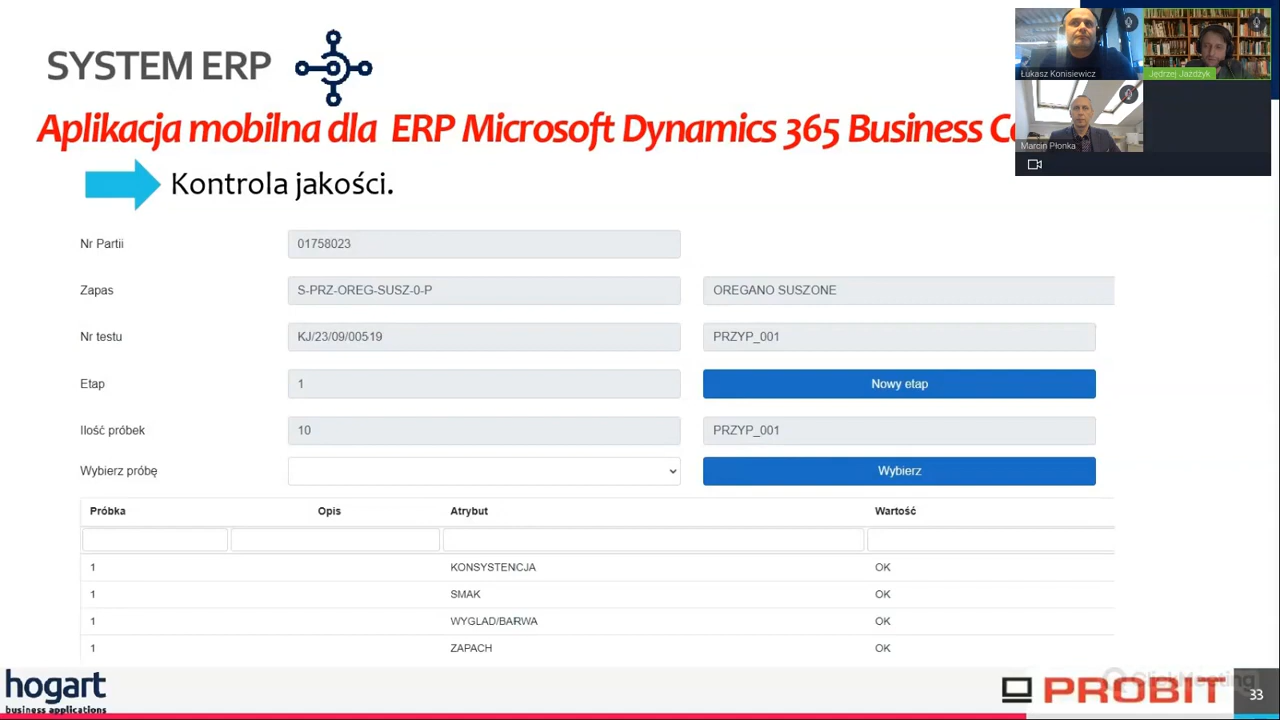 SYSTEM ERP
Aplikacja mobilna dla ERP Microsoft Dynamics 365 Business
Kontrola jakości.
Nr Partii 01758023
Zapas S-PRZ-OREG-SUSZ-0-P OREGANO SUSZONE
Nr testu KJ/23/09/00519 PRZYP_001
Etap 1 Nowy etap
Ilość próbek 10 PRZYP_001
Wybierz próbę Wybierz
Próbka Opis Atrybut Wartość
1 KONSYSTENCJA OK
1 SMAK OK
1 WYGLAD/BARWA OK
1 ZAPACH OK
Łukasz Konisiewicz
Jędrzej Jażdżyk
Marcin Płonka
hogart
business applications
PROBIT
ClickMeeting
33